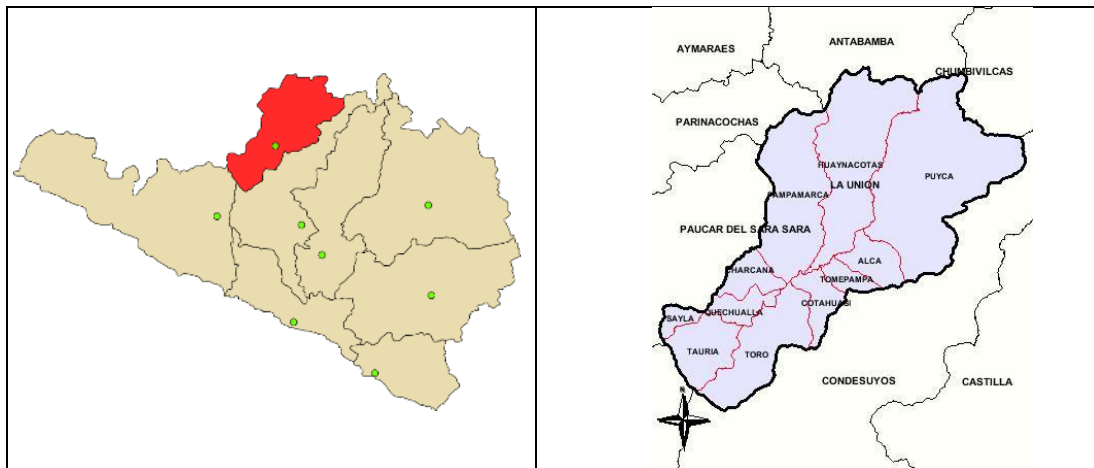 ANTABAMBA
AYMARAES
CHUMBIVILCAS
PARINACOCHAS
HUAYNACOTAS
LA UNION
PUYCA
PAMPAMARCA
PAUCAR DEL SARA SARA
ALCA
CHARCANA
TOMEPAMPA
COTAHUASI
QUECHUALLA
SAYLA
TAURIA
TORO
CONDESUYOS
CASTILLA
N